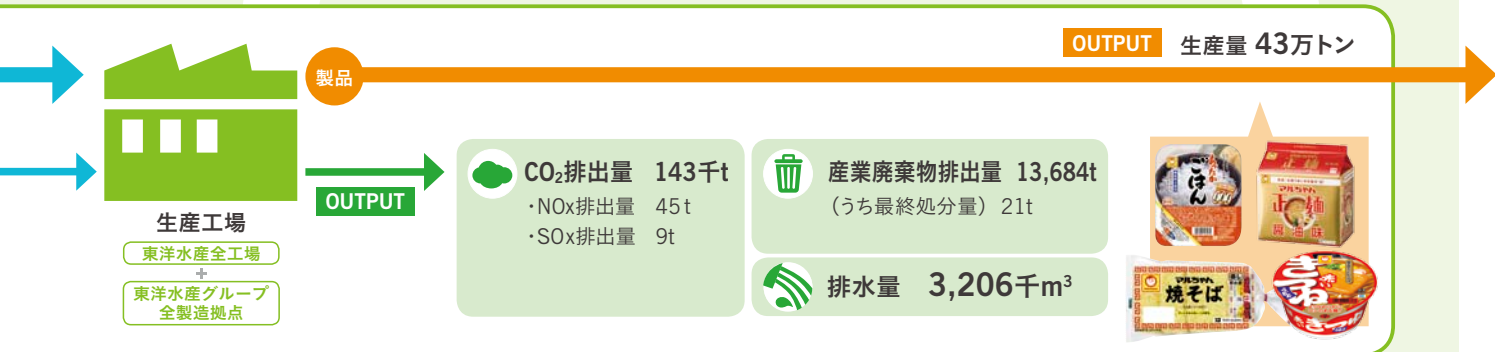 OUTPUT 生産量 43万トン
製品
OUTPUT
生産工場
東洋水産全工場
+
東洋水産グループ
全製造拠点
CO₂排出量 143千t
・NOx排出量 45t
・SOx排出量 9t
産業廃棄物排出量 13,684t
(うち最終処分量) 21t
排水量 3,206千m³
ごはん
マルちゃん
正麺
醤油味
マルちゃん
焼そば
赤い
きつね